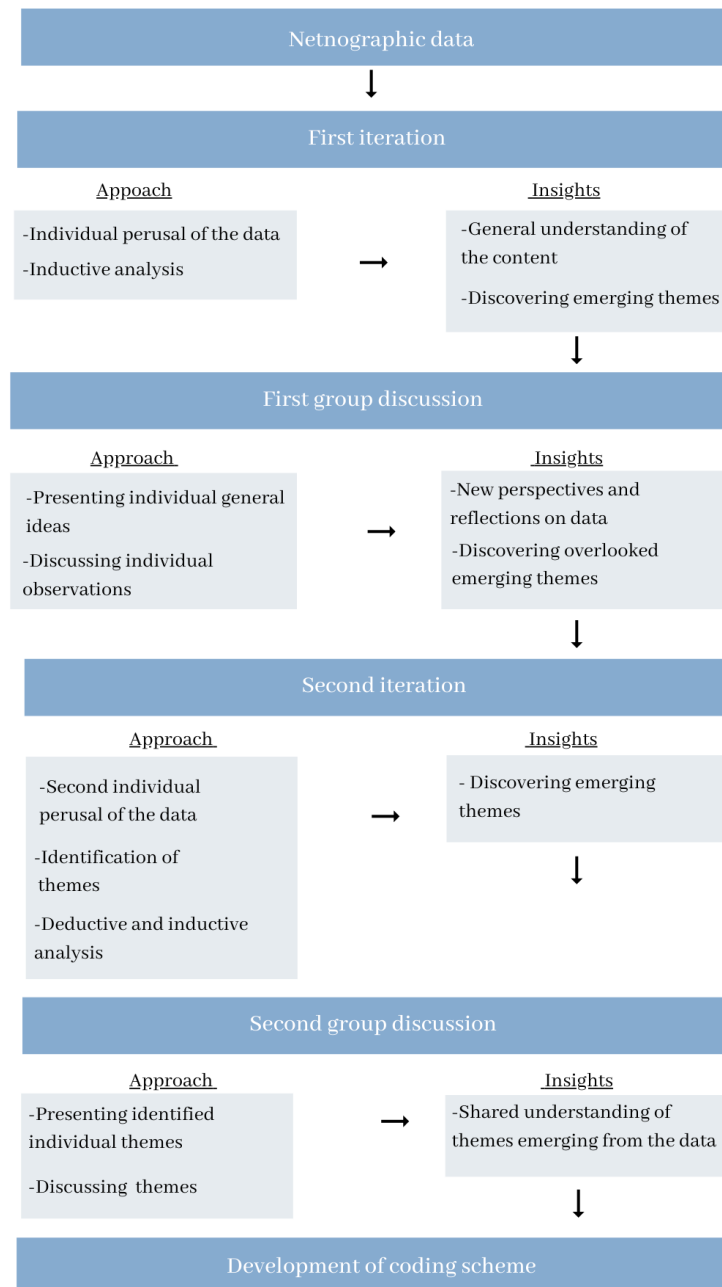 Netnographic data
First iteration
Appoach
-Individual perusal of the data
-Inductive analysis
Insights
-General understanding of
the content
-Discovering emerging themes
First group discussion
Approach
-Presenting individual general
ideas
-Discussing individual
observations
Insights
-New perspectives and
reflections on data
-Discovering overlooked
emerging themes
Second iteration
Approach
-Second individual
perusal of the data
-Identification of
themes
-Deductive and inductive
analysis
Insights
- Discovering emerging
themes
Second group discussion
Approach
-Presenting identified
individual themes
-Discussing themes
Insights
-Shared understanding of
themes emerging from the data
Development of coding scheme